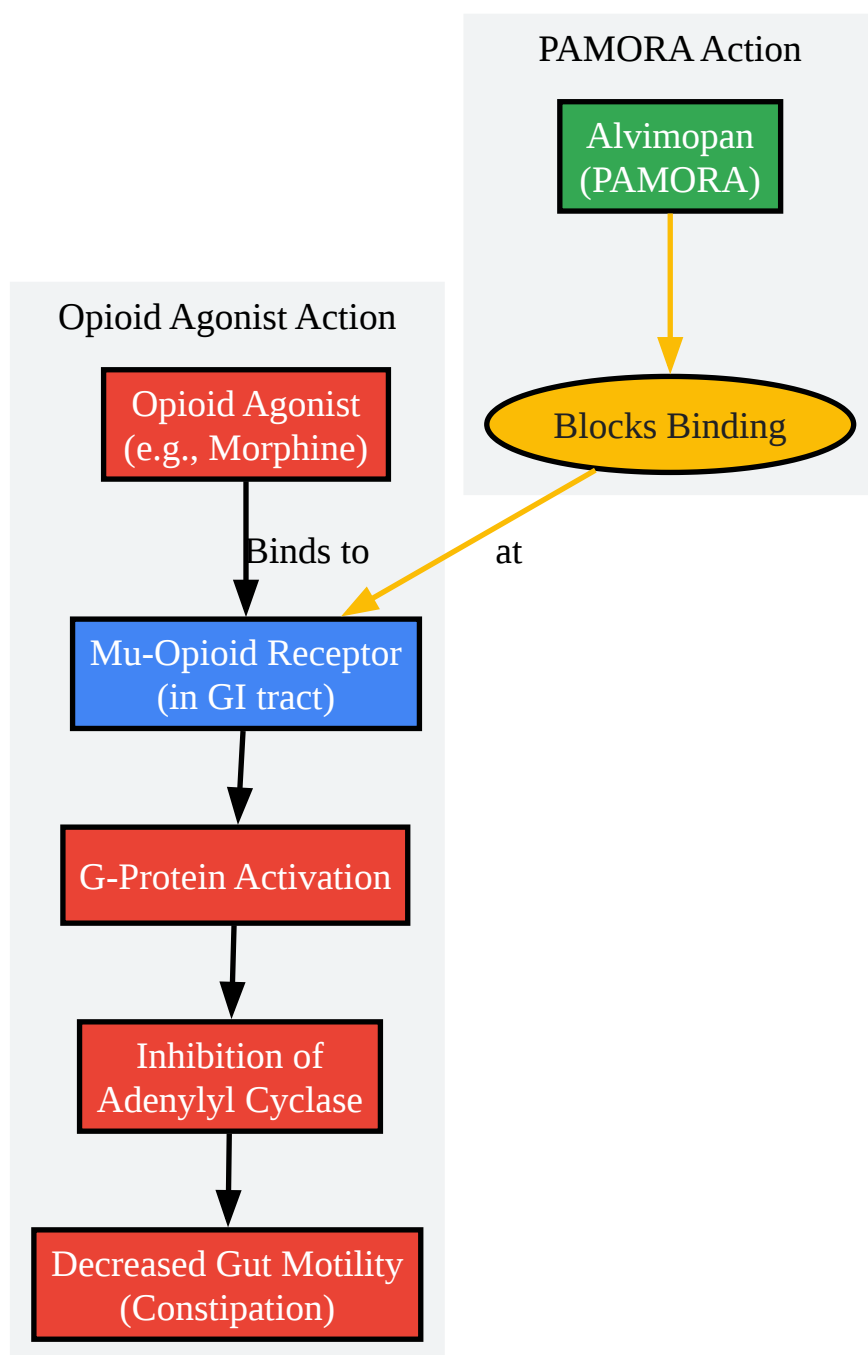 PAMORA Action
Alvimopan
(PAMORA)
Opioid Agonist Action
Opioid Agonist
(e.g., Morphine)
Blocks Binding
Binds to
at
Mu-Opioid Receptor
(in GI tract)
G-Protein Activation
Inhibition of
Adenylyl Cyclase
Decreased Gut Motility
(Constipation)